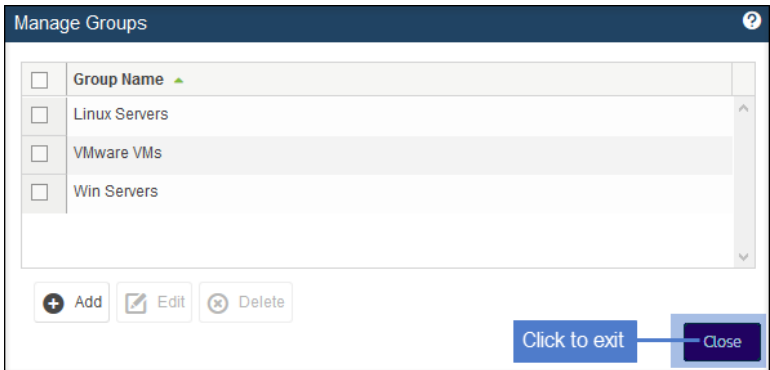 Manage Groups ?
Group Name
Linux Servers
VMware VMs
Win Servers
Add Edit Delete
Click to exit Close